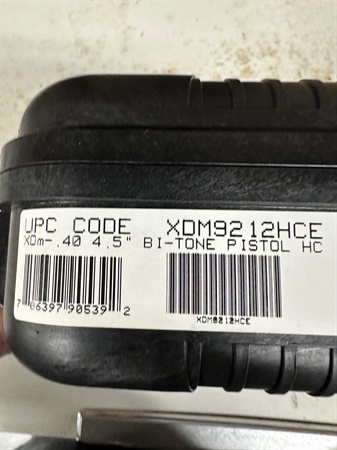 UPC CODE XDM9212HCE
XDm-.40 4.5" BI-TONE PISTOL HC
7 06397 90539 2
XDM9212HCE